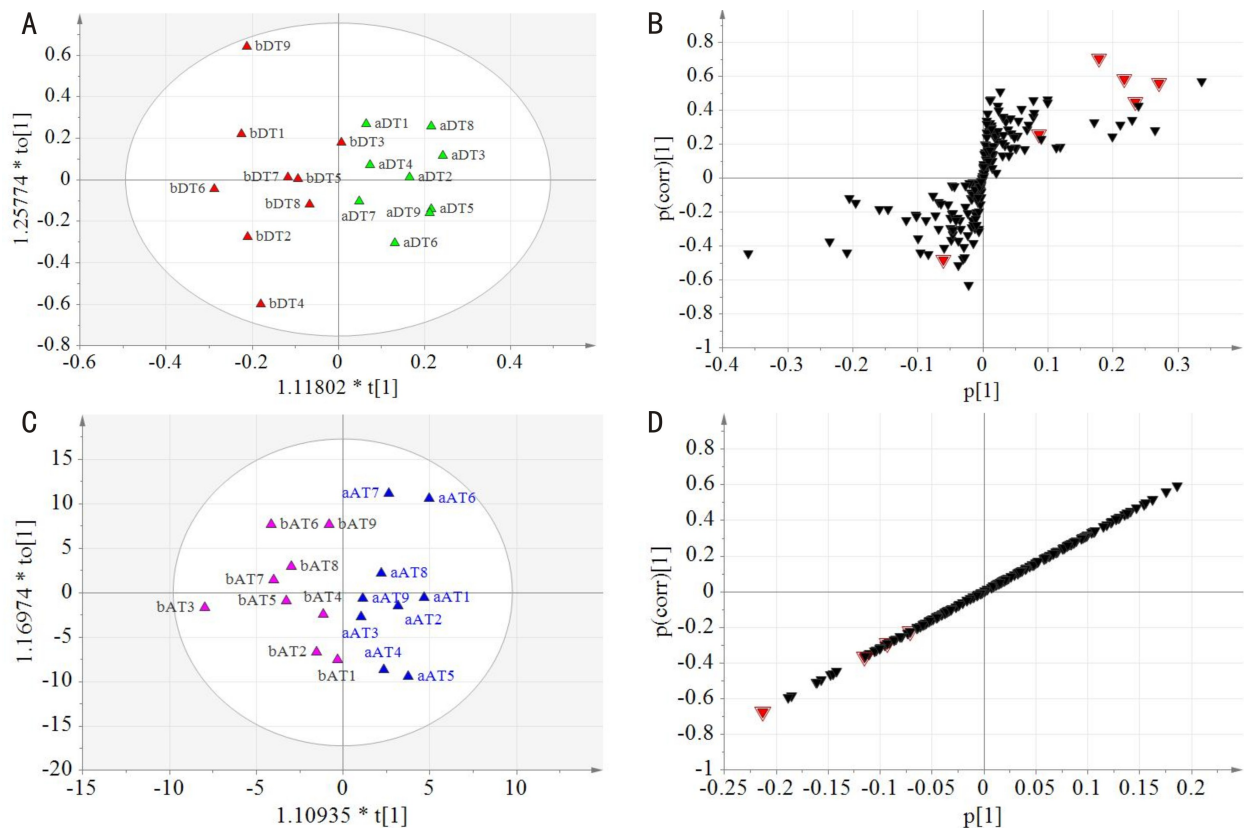 A
1.25774 * to[1]
0.6
0.4
0.2
0
-0.2
-0.4
-0.6
-0.8
-0.6
-0.4
-0.2
0
0.2
0.4
1.11802 * t[1]
bDT9
bDT1
bDT3
bDT7
bDT5
bDT6
bDT8
bDT2
bDT4
aDT1
aDT8
aDT3
aDT4
aDT2
aDT7
aDT9
aDT5
aDT6
B
p(corr)[1]
0.8
0.6
0.4
0.2
0
-0.2
-0.4
-0.6
-0.8
-1
-0.4
-0.3
-0.2
-0.1
0
0.1
0.2
0.3
p[1]
C
1.16974 * to[1]
15
10
5
0
-5
-10
-15
-20
-15
-10
-5
0
5
10
1.10935 * t[1]
aAT7
aAT6
bAT6
bAT9
bAT8
aAT8
bAT7
bAT5
bAT4
aAT9
aAT1
bAT3
aAT2
aAT3
bAT2
aAT4
bAT1
aAT5
D
p(corr)[1]
0.8
0.6
0.4
0.2
0
-0.2
-0.4
-0.6
-0.8
-1
-0.25
-0.2
-0.15
-0.1
-0.05
0
0.05
0.1
0.15
0.2
p[1]